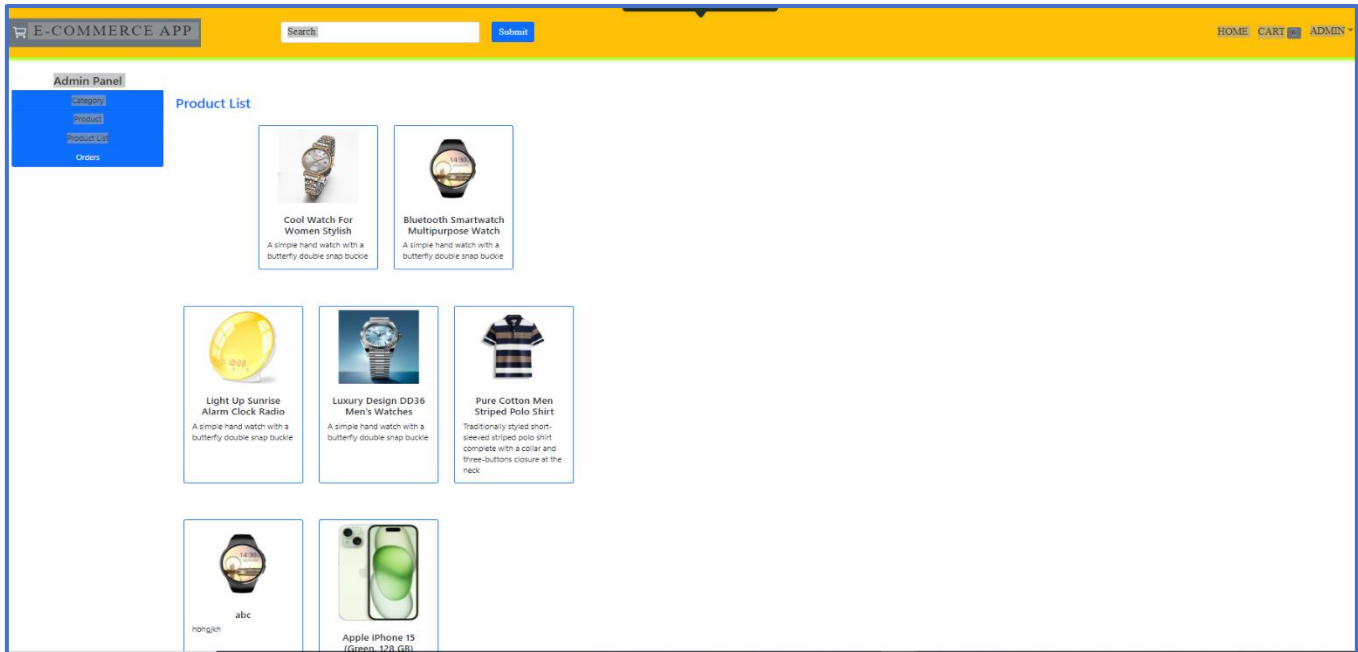 E-COMMERCE APP
Search
Submit
HOME CART ADMIN
Admin Panel
Category
Product
Product List
Orders
Product List
Cool Watch For
Women Stylish
A simple hand watch with a
butterfly double snap buckle
Bluetooth Smartwatch
Multipurpose Watch
A simple hand watch with a
butterfly double snap buckle
Light Up Sunrise
Alarm Clock Radio
A simple hand watch with a
butterfly double snap buckle
Luxury Design DD36
Men's Watches
A simple hand watch with a
butterfly double snap buckle
Pure Cotton Men
Striped Polo Shirt
Traditionally styled short-
sleeved striped polo shirt
complete with a collar and
three-buttons closure at the
neck
14:30
abc
hbhgjkh
Apple iPhone 15
(Green, 128 GB)